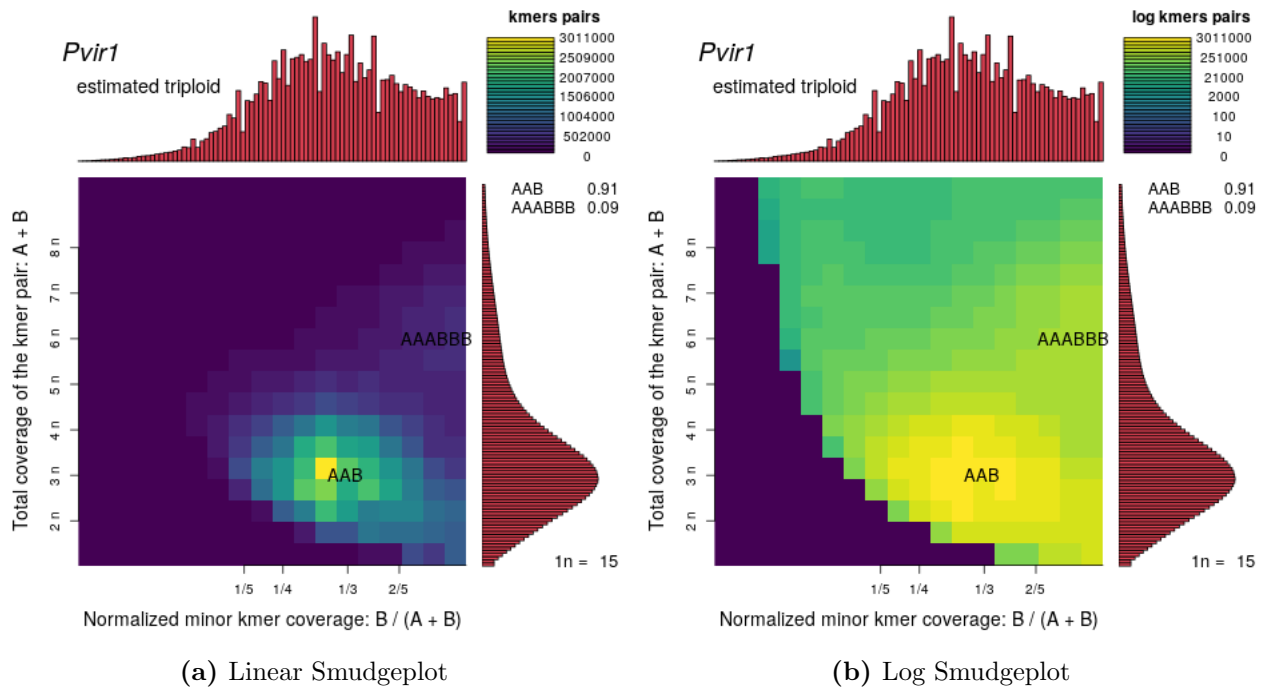 Pvir1
estimated triploid
kmers pairs
3011000
2509000
2007000
1506000
1004000
502000
0
AAB 0.91
AAABBB 0.09
Total coverage of the kmer pair: A + B
8 n
7 n
6 n
5 n
4 n
3 n
2 n
AAABBB
AAB
1n = 15
1/5 1/4 1/3 2/5
Normalized minor kmer coverage: B / (A + B)
(a) Linear Smudgeplot
Pvir1
estimated triploid
log kmers pairs
3011000
251000
21000
2000
100
10
0
AAB 0.91
AAABBB 0.09
Total coverage of the kmer pair: A + B
8 n
7 n
6 n
5 n
4 n
3 n
2 n
AAABBB
AAB
1n = 15
1/5 1/4 1/3 2/5
Normalized minor kmer coverage: B / (A + B)
(b) Log Smudgeplot